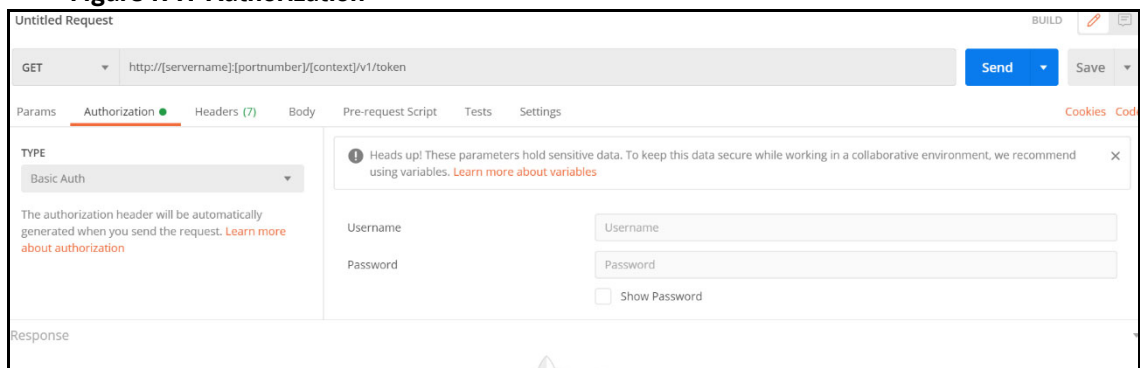 Untitled Request BUILD
GET http://[servername]:[portnumber]/[context]/v1/token Send Save
Params Authorization Headers (7) Body Pre-request Script Tests Settings Cookies Code
TYPE
Basic Auth
The authorization header will be automatically
generated when you send the request. Learn more
about authorization
Heads up! These parameters hold sensitive data. To keep this data secure while working in a collaborative environment, we recommend
using variables. Learn more about variables
Username Username
Password Password
Show Password
Response